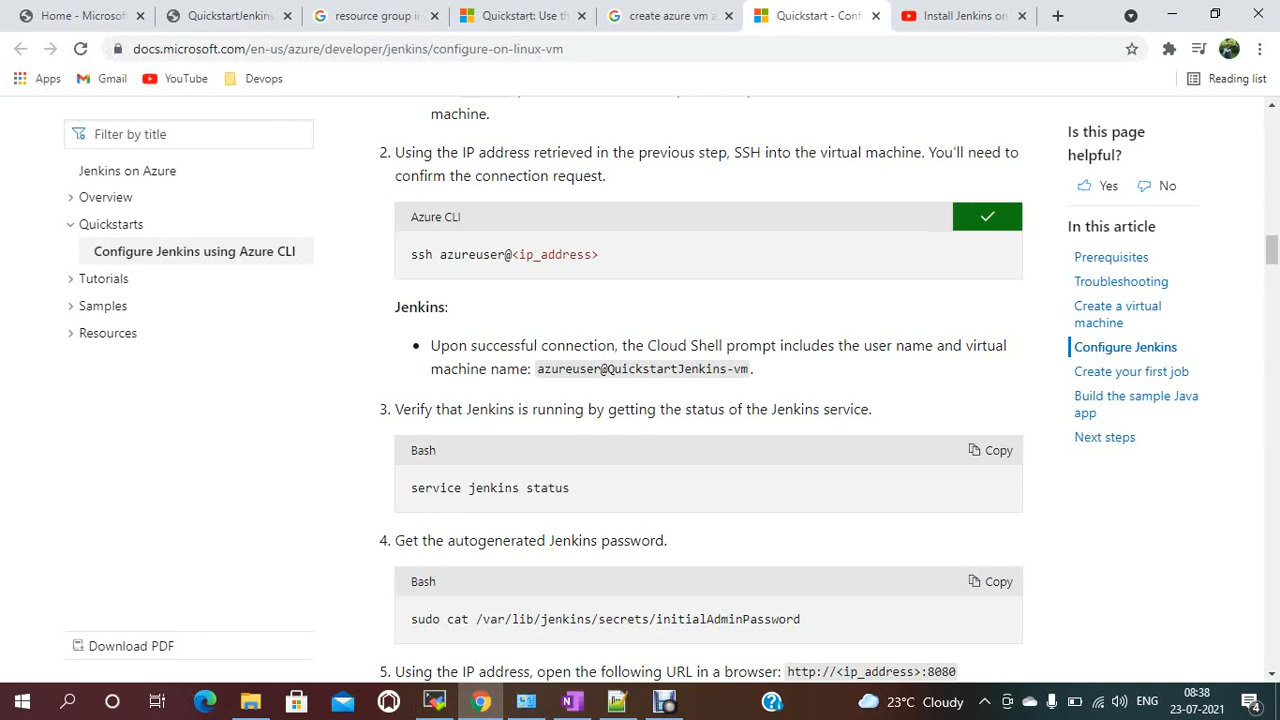 Home - Microsof
QuickstartJenkins
resource group in
Quickstart: Use th
create azure vm a
Quickstart - Conf
Install Jenkins on
docs.microsoft.com/en-us/azure/developer/jenkins/configure-on-linux-vm
Apps
Gmail
YouTube
Devops
Reading list
Filter by title
Jenkins on Azure
Overview
Quickstarts
Configure Jenkins using Azure CLI
Tutorials
Samples
Resources
Download PDF
machine.
2. Using the IP address retrieved in the previous step, SSH into the virtual machine. You'll need to
confirm the connection request.
Azure CLI
ssh azureuser@<ip_address>
Jenkins:
Upon successful connection, the Cloud Shell prompt includes the user name and virtual
machine name: azureuser@QuickstartJenkins-vm.
3. Verify that Jenkins is running by getting the status of the Jenkins service.
Bash
Copy
service jenkins status
4. Get the autogenerated Jenkins password.
Bash
Copy
sudo cat /var/lib/jenkins/secrets/initialAdminPassword
5. Using the IP address, open the following URL in a browser: http://<ip_address>:8080
Is this page
helpful?
Yes
No
In this article
Prerequisites
Troubleshooting
Create a virtual
machine
Configure Jenkins
Create your first job
Build the sample Java
app
Next steps
23°C Cloudy
ENG
08:38
23-07-2021
4